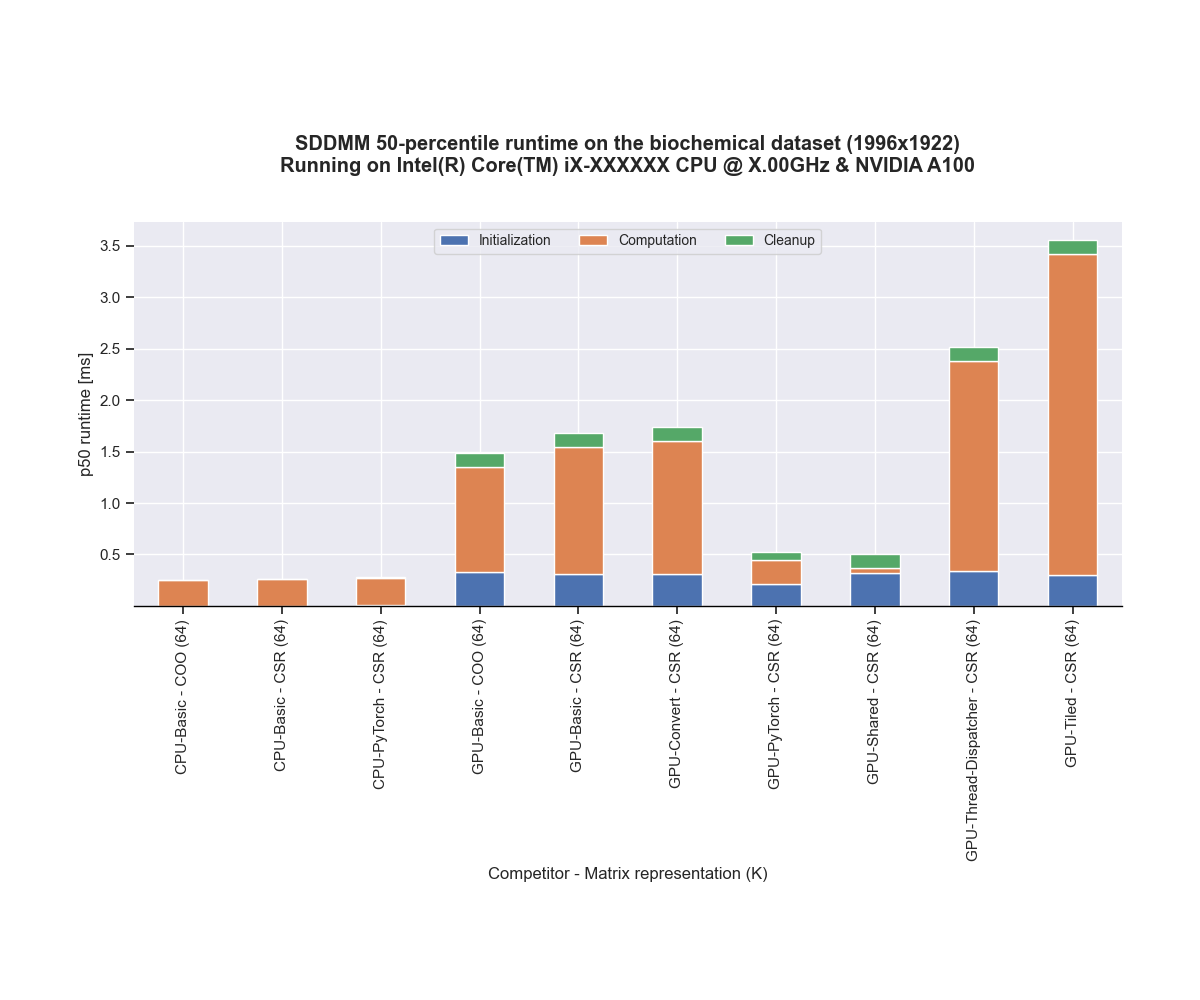 SDDMM 50-percentile runtime on the biochemical dataset (1996x1922)
Running on Intel(R) Core(TM) iX-XXXXXX CPU @ X.00GHz & NVIDIA A100
Initialization
Computation
Cleanup
3.5
3.0
2.5
2.0
1.5
1.0
0.5
p50 runtime [ms]
CPU-Basic - COO (64)
CPU-Basic - CSR (64)
CPU-PyTorch - CSR (64)
GPU-Basic - COO (64)
GPU-Basic - CSR (64)
GPU-Convert - CSR (64)
GPU-PyTorch - CSR (64)
GPU-Shared - CSR (64)
GPU-Thread-Dispatcher - CSR (64)
GPU-Tiled - CSR (64)
Competitor - Matrix representation (K)